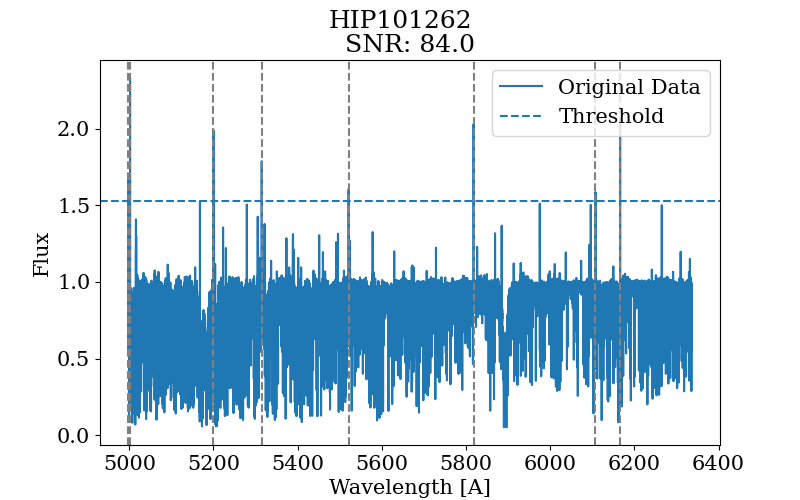 HIP101262
SNR: 84.0
Original Data
Threshold
Flux
2.0
1.5
1.0
0.5
0.0
5000 5200 5400 5600 5800 6000 6200 6400
Wavelength [A]